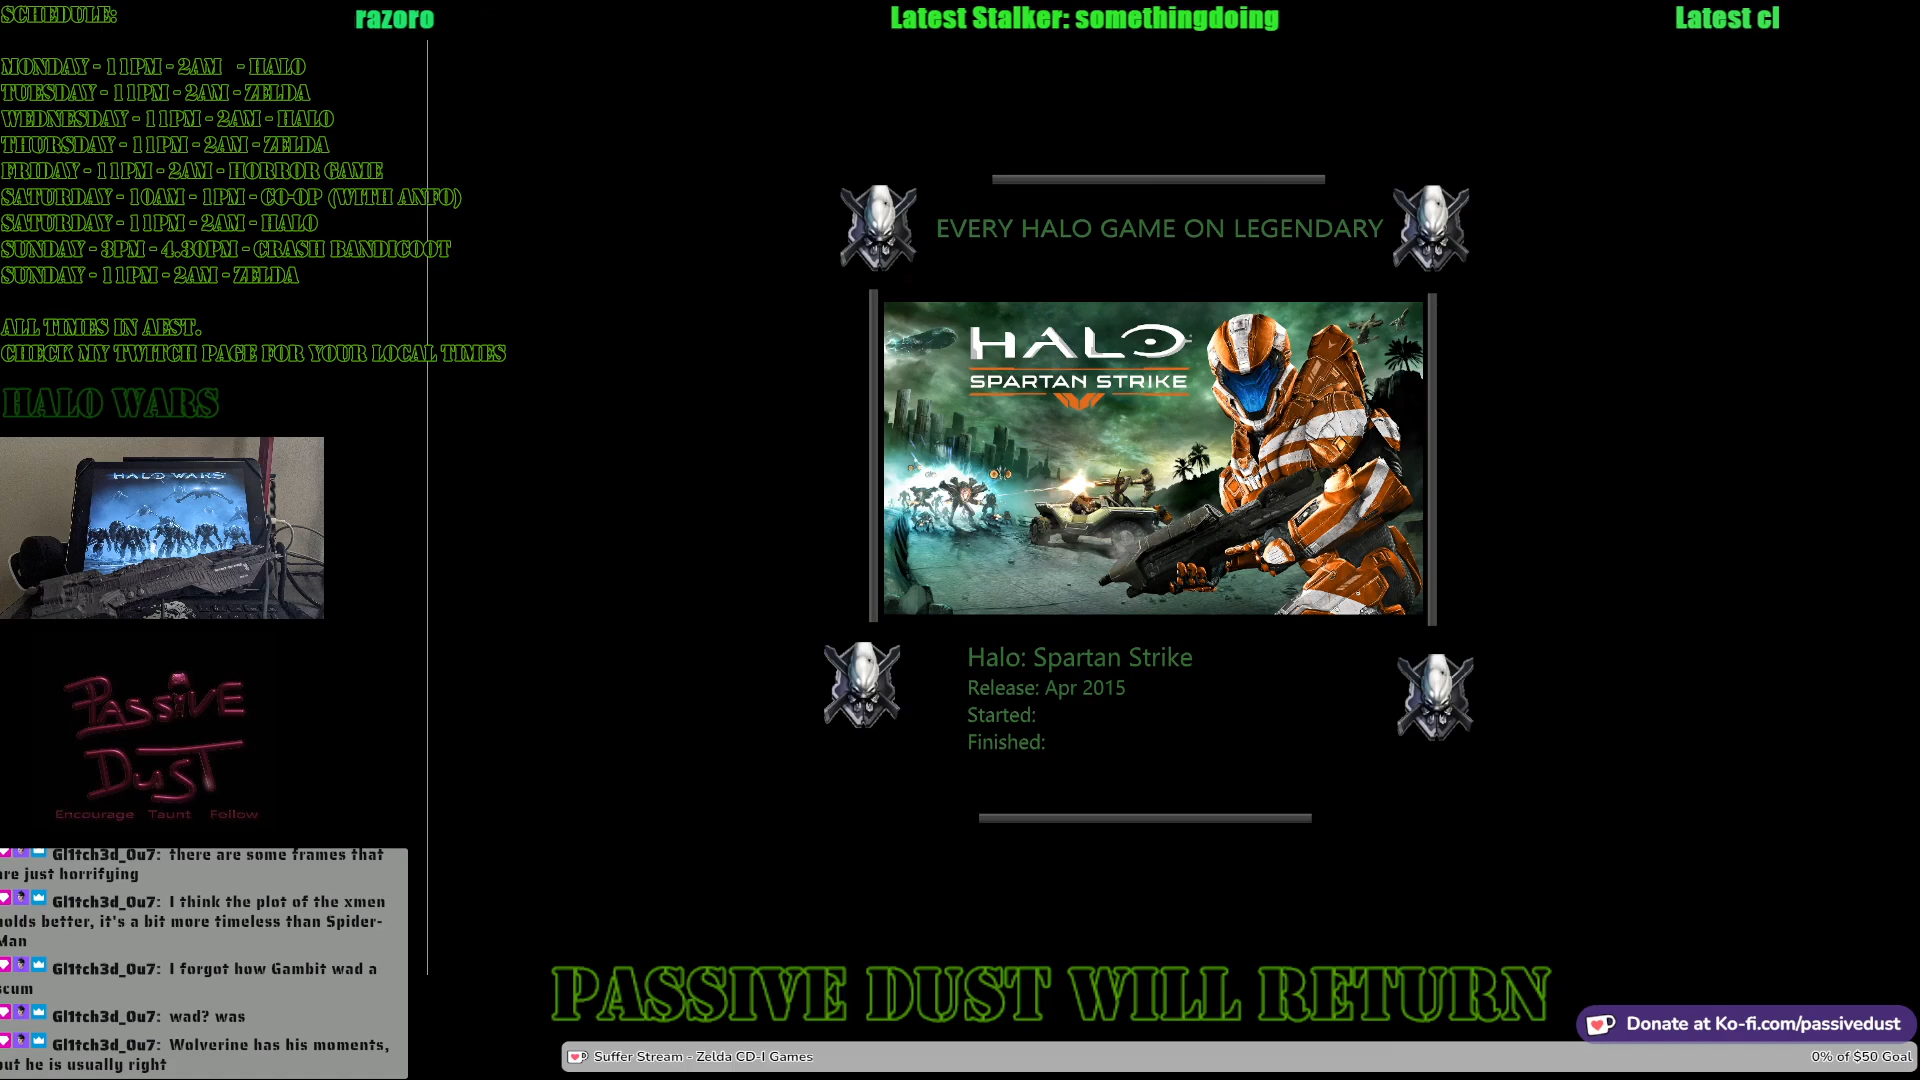 SCHEDULE:
MONDAY - 11PM - 2AM - HALO
TUESDAY - 11PM - 2AM - ZELDA
WEDNESDAY - 11PM - 2AM - HALO
THURSDAY - 11PM - 2AM - ZELDA
FRIDAY - 11PM - 2AM - HORROR GAME
SATURDAY - 10AM - 1PM - CO-OP (WITH ANFO)
SATURDAY - 11PM - 2AM - HALO
SUNDAY - 3PM - 4.30PM - CRASH BANDICOOT
SUNDAY - 11PM - 2AM - ZELDA
ALL TIMES IN AEST.
CHECK MY TWITCH PAGE FOR YOUR LOCAL TIMES
HALO WARS
HALO WARS
PASSIVE
DUST
Encourage Taunt Follow
Gl1tch3d_0u7: there are some frames that
are just horrifying
Gl1tch3d_0u7: I think the plot of the xmen
holds better, it's a bit more timeless than Spider-
Man
Gl1tch3d_0u7: I forgot how Gambit wad a
scum
Gl1tch3d_0u7: wad? was
Gl1tch3d_0u7: Wolverine has his moments,
but he is usually right
razoro
Latest Stalker: somethingdoing
Latest cl
EVERY HALO GAME ON LEGENDARY
HALO
SPARTAN STRIKE
Halo: Spartan Strike
Release: Apr 2015
Started:
Finished:
PASSIVE DUST WILL RETURN
Donate at Ko-fi.com/passivedust
Suffer Stream - Zelda CD-I Games
0% of $50 Goal